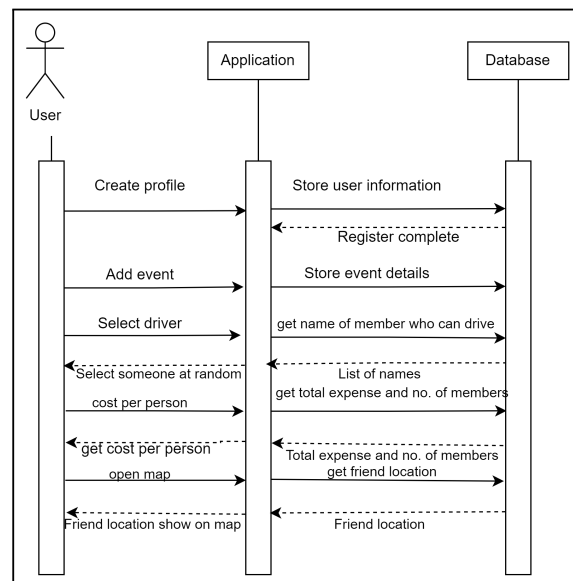 Application
Database
User
Create profile
Store user information
Register complete
Add event
Store event details
Select driver
get name of member who can drive
Select someone at random
List of names
cost per person
get total expense and no. of members
get cost per person
Total expense and no. of members
open map
get friend location
Friend location show on map
Friend location